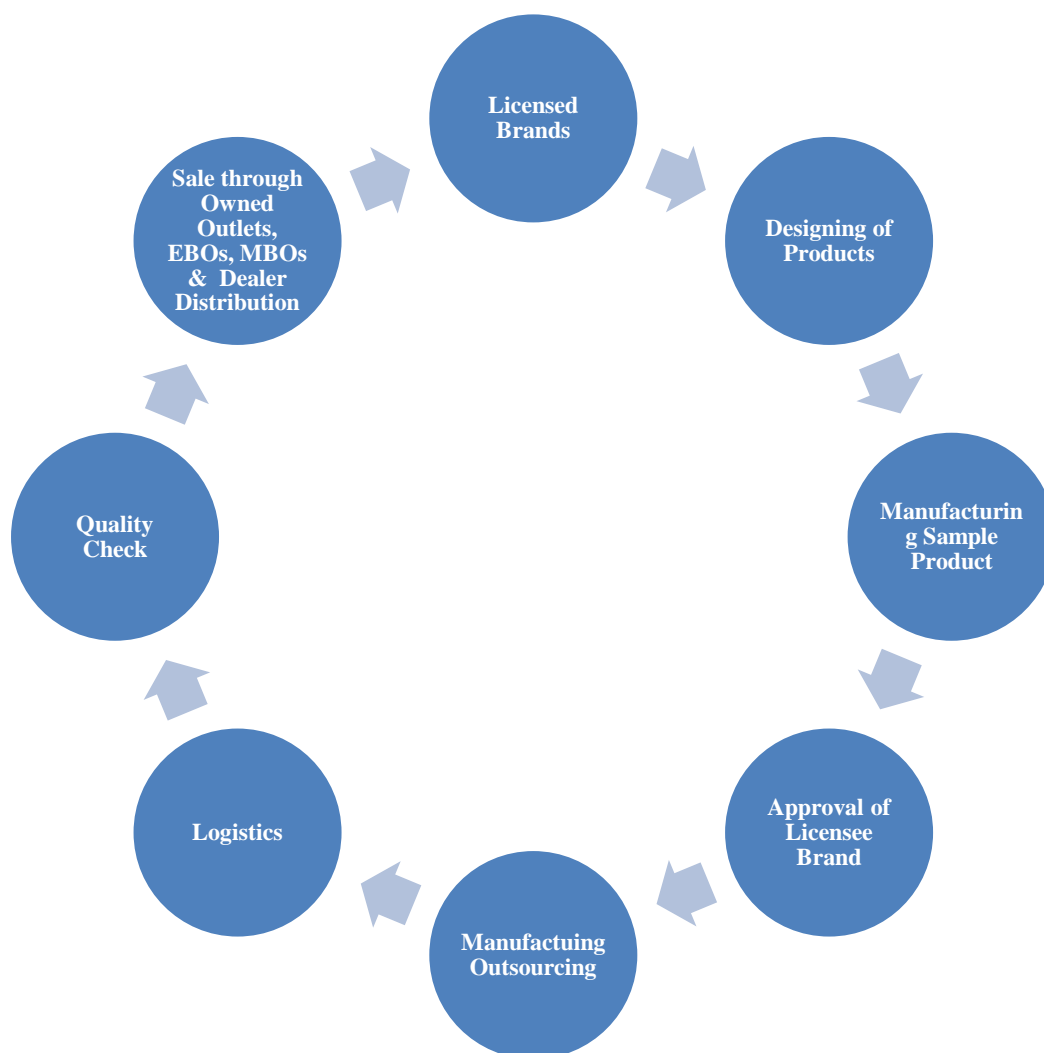 Licensed
Brands
Designing of
Products
Manufacturin
g Sample
Product
Approval of
Licensee
Brand
Manufactuing
Outsourcing
Logistics
Quality
Check
Sale through
Owned
Outlets,
EBOs, MBOs
& Dealer
Distribution